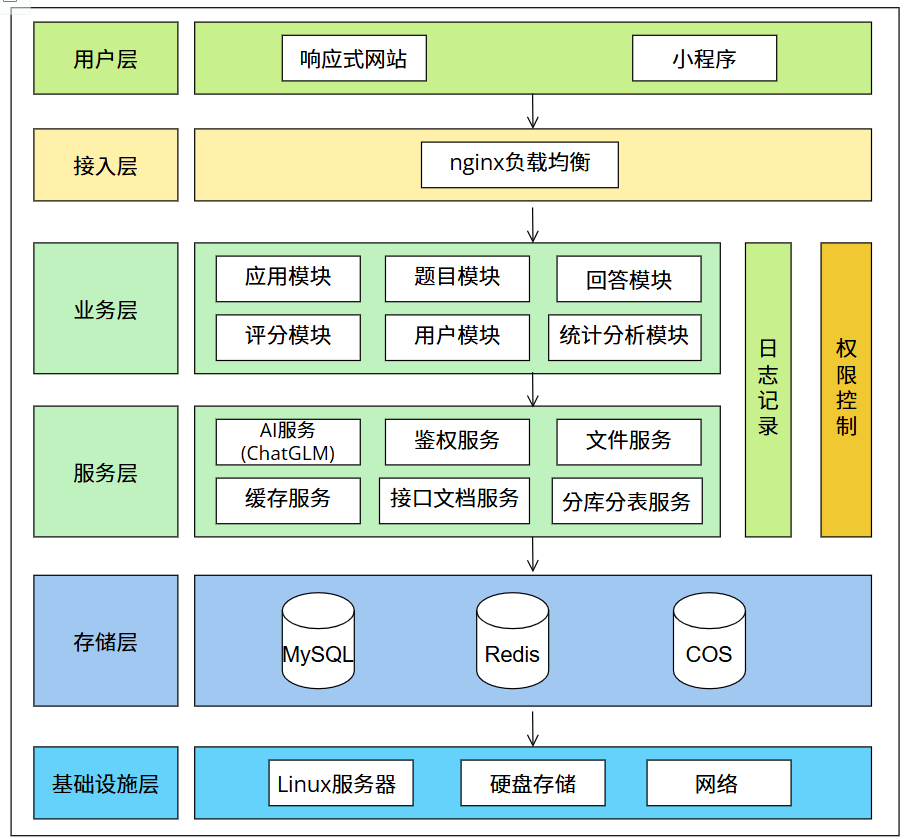 用户层
响应式网站
小程序
接入层
nginx负载均衡
业务层
应用模块
题目模块
回答模块
评分模块
用户模块
统计分析模块
日志记录
权限控制
服务层
AI服务
(ChatGLM)
鉴权服务
文件服务
缓存服务
接口文档服务
分库分表服务
存储层
MySQL
Redis
COS
基础设施层
Linux服务器
硬盘存储
网络